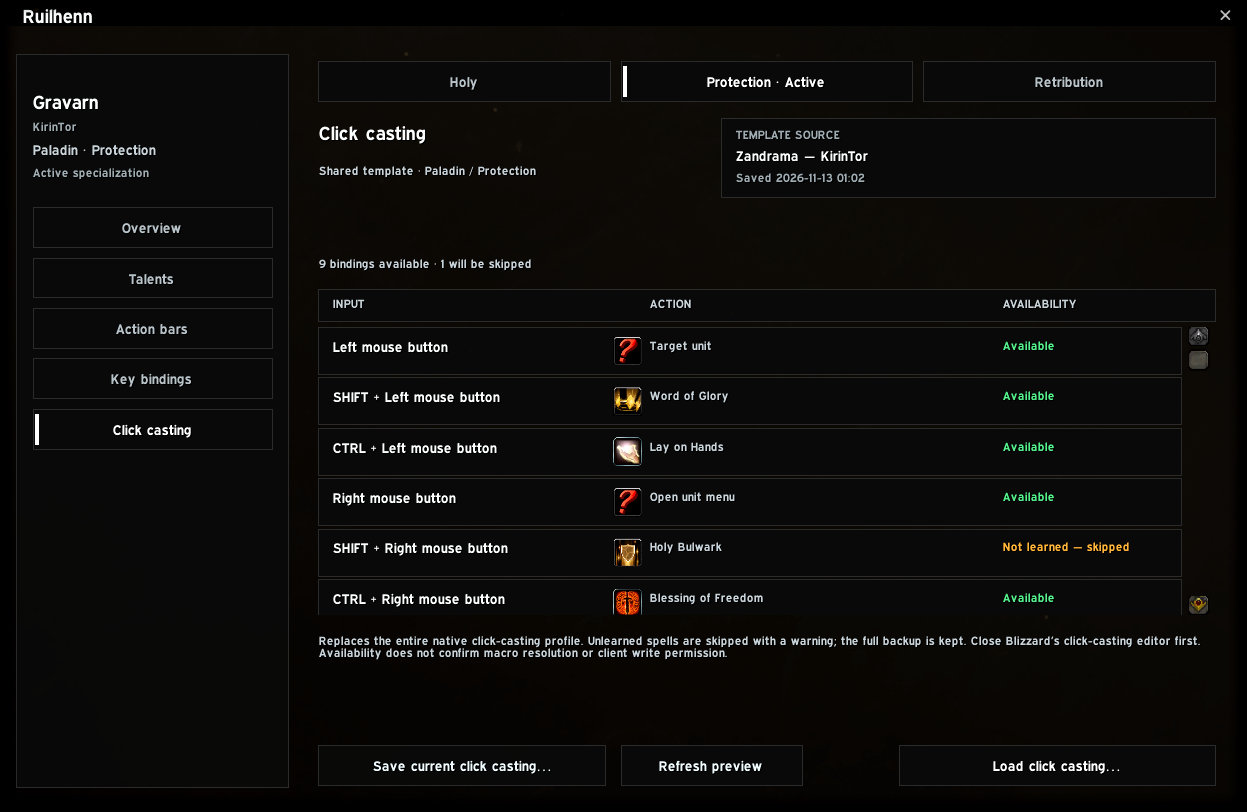 Ruilhenn
Gravarn
KirinTor
Paladin · Protection
Active specialization
Overview
Talents
Action bars
Key bindings
Click casting
Holy
Protection · Active
Retribution
Click casting
Shared template · Paladin / Protection
TEMPLATE SOURCE
Zandrama — KirinTor
Saved 2026-11-13 01:02
9 bindings available · 1 will be skipped
INPUT ACTION AVAILABILITY
Left mouse button Target unit Available
SHIFT + Left mouse button Word of Glory Available
CTRL + Left mouse button Lay on Hands Available
Right mouse button Open unit menu Available
SHIFT + Right mouse button Holy Bulwark Not learned — skipped
CTRL + Right mouse button Blessing of Freedom Available
Replaces the entire native click-casting profile. Unlearned spells are skipped with a warning; the full backup is kept. Close Blizzard's click-casting editor first.
Availability does not confirm macro resolution or client write permission.
Save current click casting...
Refresh preview
Load click casting...